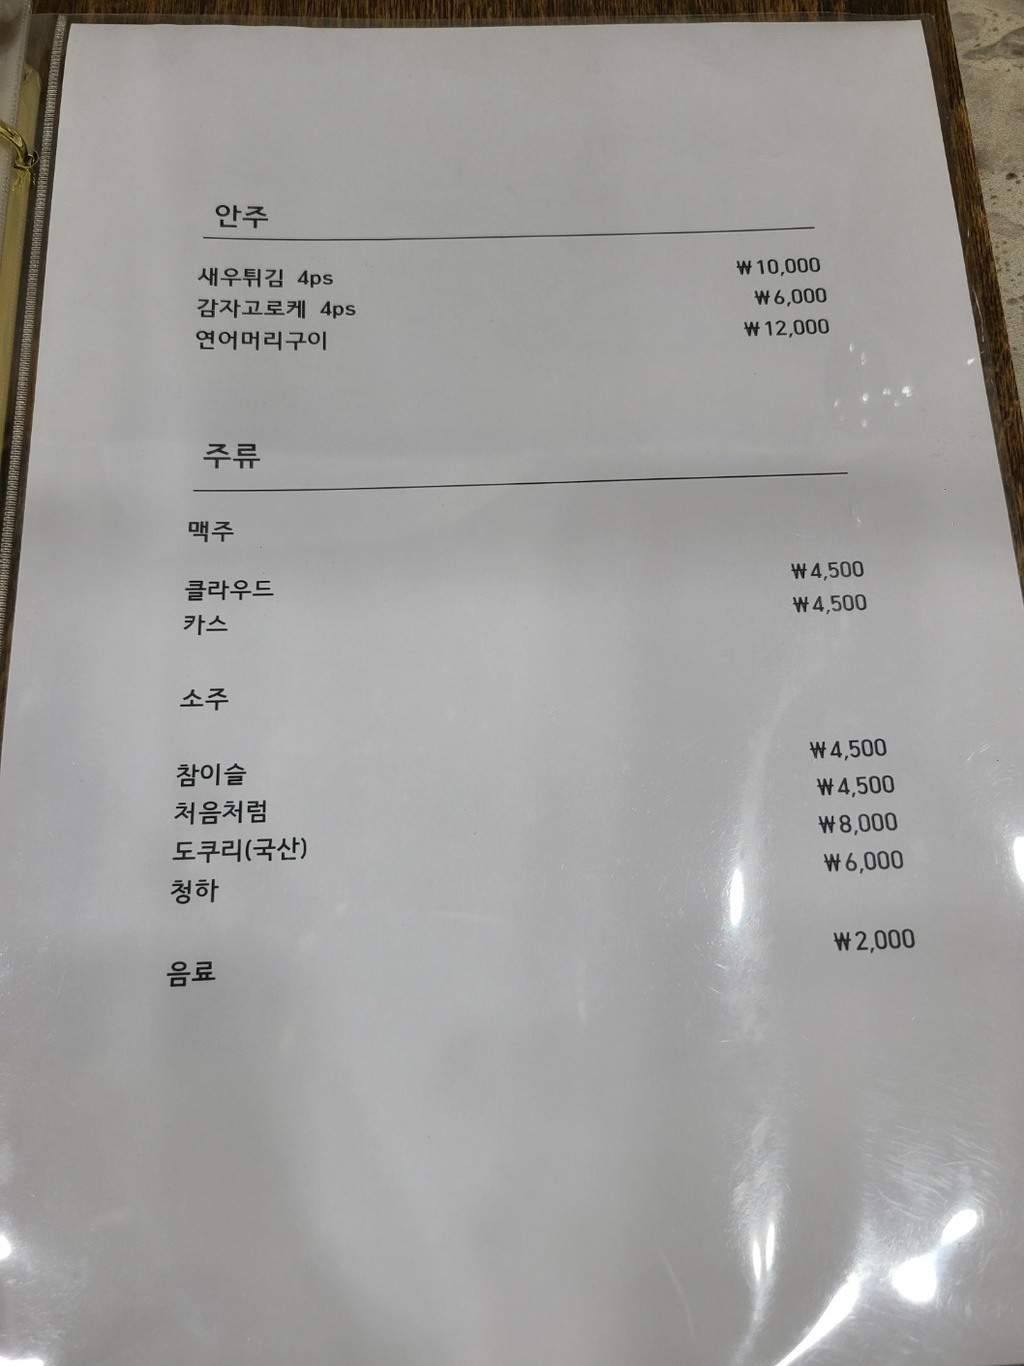 안주
새우튀김 4ps ₩10,000
감자고로케 4ps ₩6,000
연어머리구이 ₩12,000
주류
맥주
클라우드 ₩4,500
카스 ₩4,500
소주
참이슬 ₩4,500
처음처럼 ₩4,500
도쿠리(국산) ₩8,000
청하 ₩6,000
음료 ₩2,000